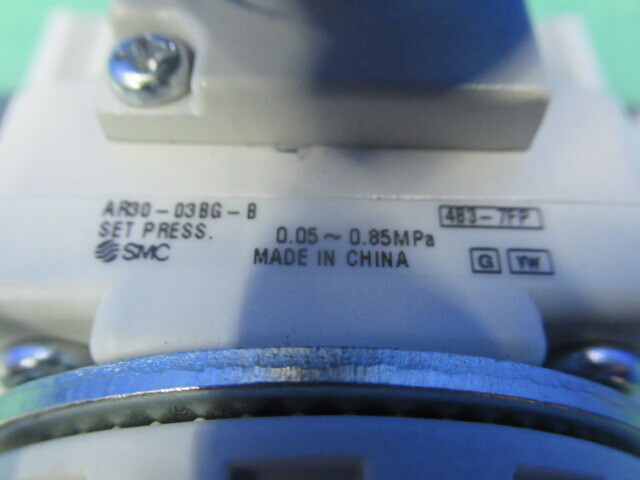 AR30-03BG-B
SET PRESS. 0.05~0.85MPa
SMC MADE IN CHINA
4B3-7FP
G YW